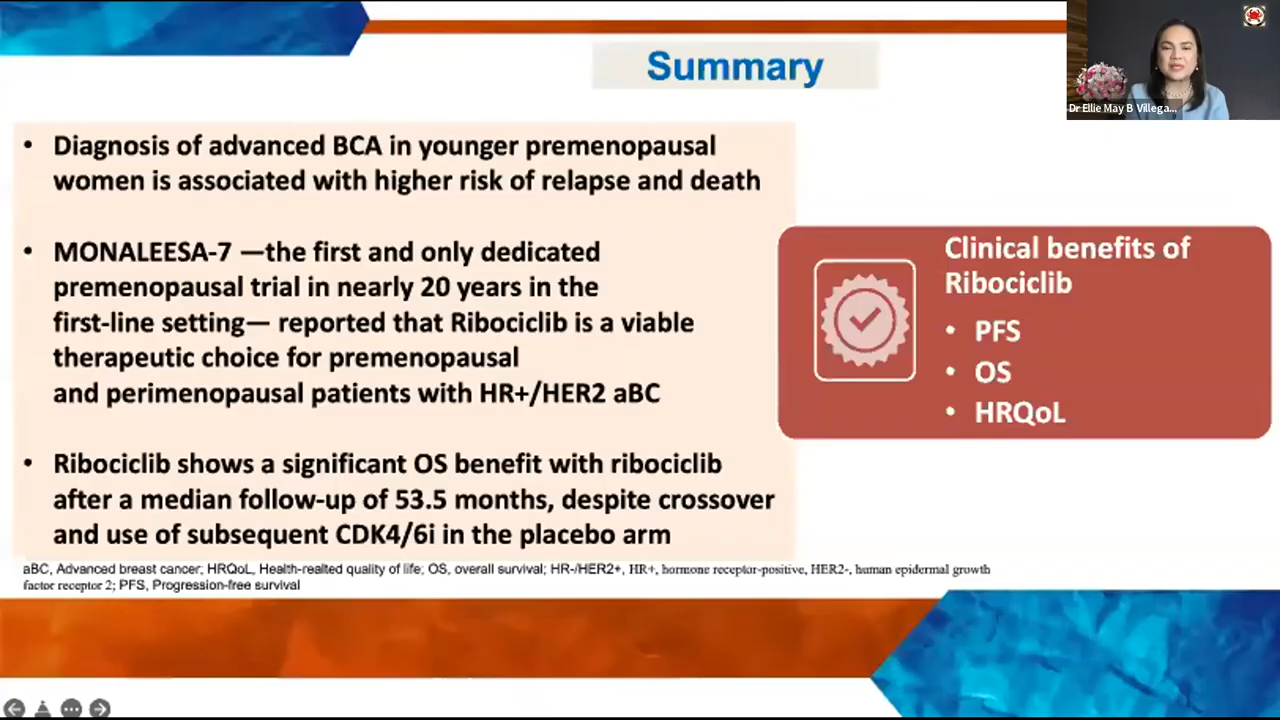 Summary
Dr Ellie May B Villega...
• Diagnosis of advanced BCA in younger premenopausal
women is associated with higher risk of relapse and death
• MONALEESA-7 —the first and only dedicated
premenopausal trial in nearly 20 years in the
first-line setting— reported that Ribociclib is a viable
therapeutic choice for premenopausal
and perimenopausal patients with HR+/HER2 aBC
• Ribociclib shows a significant OS benefit with ribociclib
after a median follow-up of 53.5 months, despite crossover
and use of subsequent CDK4/6i in the placebo arm
Clinical benefits of
Ribociclib
• PFS
• OS
• HRQoL
aBC, Advanced breast cancer; HRQoL, Health-realted quality of life; OS, overall survival; HR-/HER2+, HR+, hormone receptor-positive, HER2-, human epidermal growth
factor receptor 2; PFS, Progression-free survival